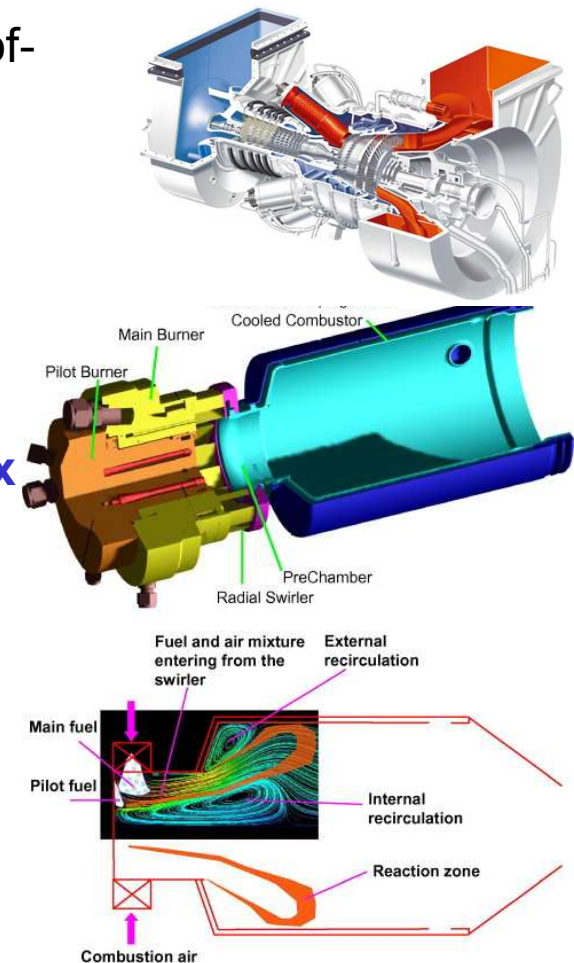 of-
Cooled Combustor
Main Burner
Pilot Burner
x
PreChamber
Radial Swirler
Fuel and air mixture
entering from the
swirler
External
recirculation
Main fuel
Pilot fuel
Internal
recirculation
Reaction zone
Combustion air